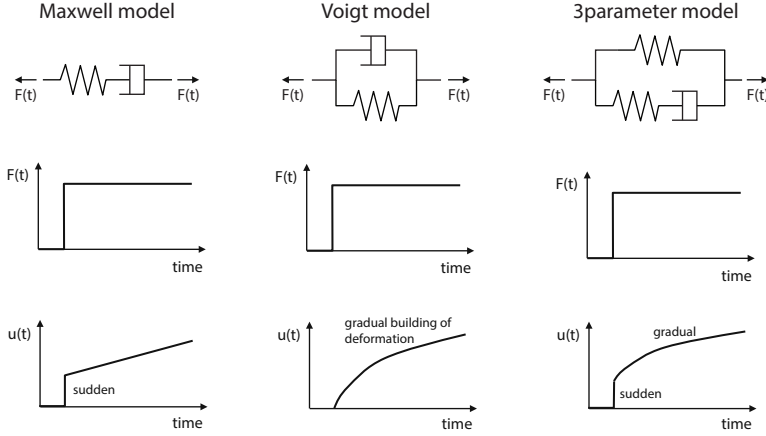 Maxwell model
Voigt model
3parameter model
F(t)
F(t)
F(t)
F(t)
F(t)
F(t)
F(t)
time
F(t)
time
F(t)
time
u(t)
sudden
time
u(t)
gradual building of
deformation
time
u(t)
gradual
sudden
time